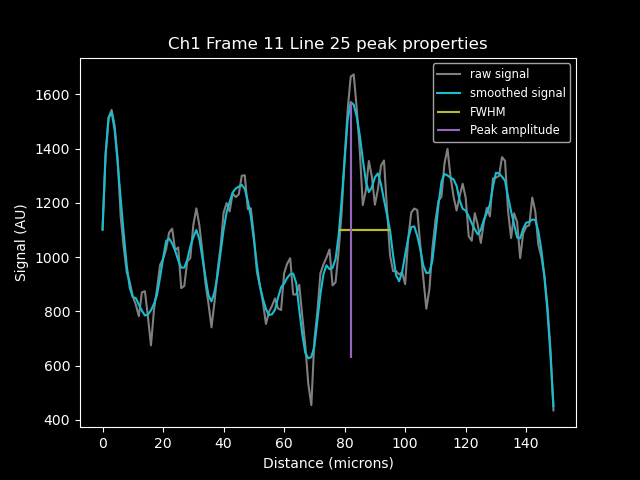 Ch1 Frame 11 Line 25 peak properties
raw signal
smoothed signal
FWHM
Peak amplitude
Signal (AU)
1600
1400
1200
1000
800
600
400
0 20 40 60 80 100 120 140
Distance (microns)